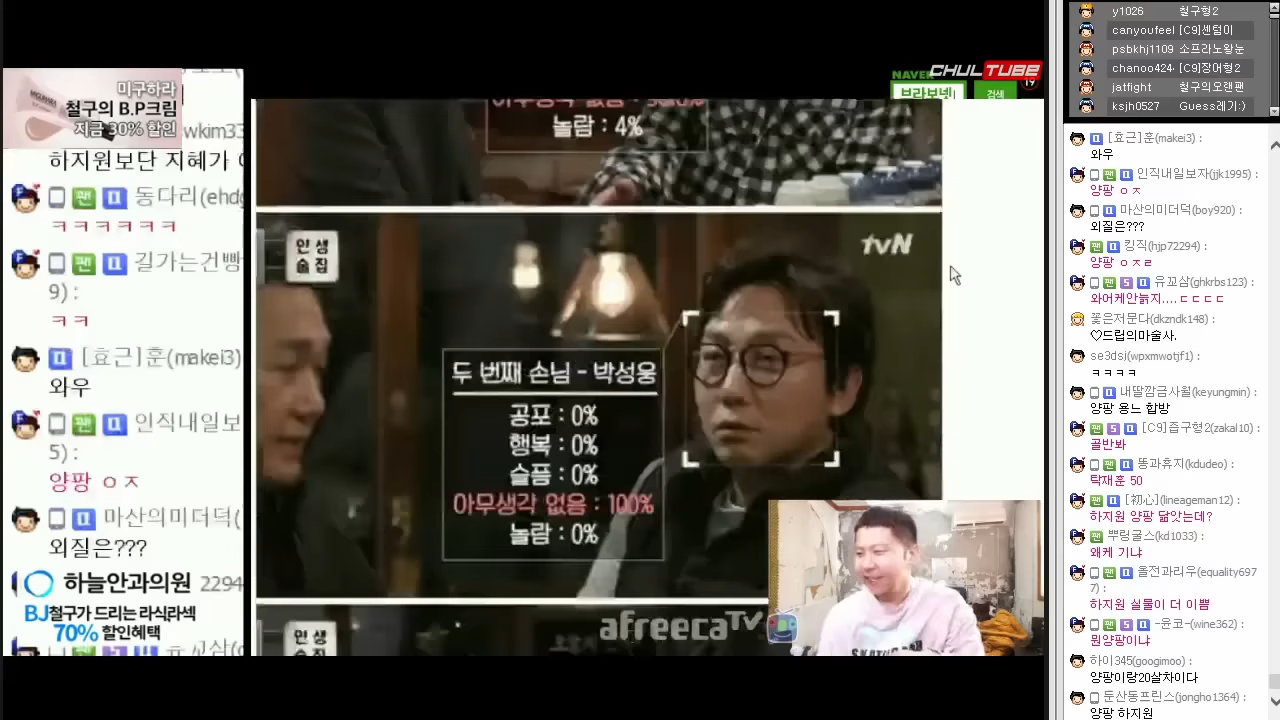 미구하라
철구의 B.P크림
지금 30% 할인
하지원보단 지혜가
동다리(ehdg
ㅋㅋㅋㅋㅋㅋ
길가는건빵
9) :
ㅋㅋ
[효근]훈(makei3)
와우
인직내일보
5) :
양팡 ㅇㅈ
마산의미더덕(
외질은???
하늘안과의원 2294
BJ철구가 드리는 라식라섹
70% 할인혜택
NAVER
CHULTUBE
19
브라보넷
검색
놀람 : 4%
인생
술집
tvN
두 번째 손님 - 박성웅
공포 : 0%
행복 : 0%
슬픔 : 0%
아무생각 없음 : 100%
놀람 : 0%
인생
술집
afreecaTV
y1026 철구형2
canyoufeel [C9]센텀이
psbkhj1109 소프라노왕눈
chanoo424- [C9]장어형2
jatfight 철구의오앤팬
ksjh0527 Guess레기:)
[효근]훈(makei3) :
와우
인직내일보자(jjk1995) :
양팡 ㅇㅈ
마산의미더덕(boy920) :
외질은???
킹직(hjp72294) :
양팡 ㅇㅈㄹ
유꼬삼(ghkrbs123) :
와어케안늙지....ㄷㄷㄷㄷ
꽃은저문다(dkzndk148) :
♡드립의마술사.
se3dsj(wpxmwotjf1) :
ㅋㅋㅋㅋ
내딸깜금사월(keyungmin) :
양팡 응느 협방
[C9]즙구형2(zakal10) :
골반봐
똥과휴지(kdudeo) :
탁재훈 50
[初心](lineageman12) :
하지원 양팡 닮았는데?
뿌링쿨스(kd1033) :
왜케 기냐
올전과리우(equality697
7) :
하지원 실물이 더 이쁨
-윤코-(wine362) :
뭔양팡이냐
하이345(googimoo) :
양팡이랑20살차이다
둔산동프린스(jongho1364) :
양팡 하지원